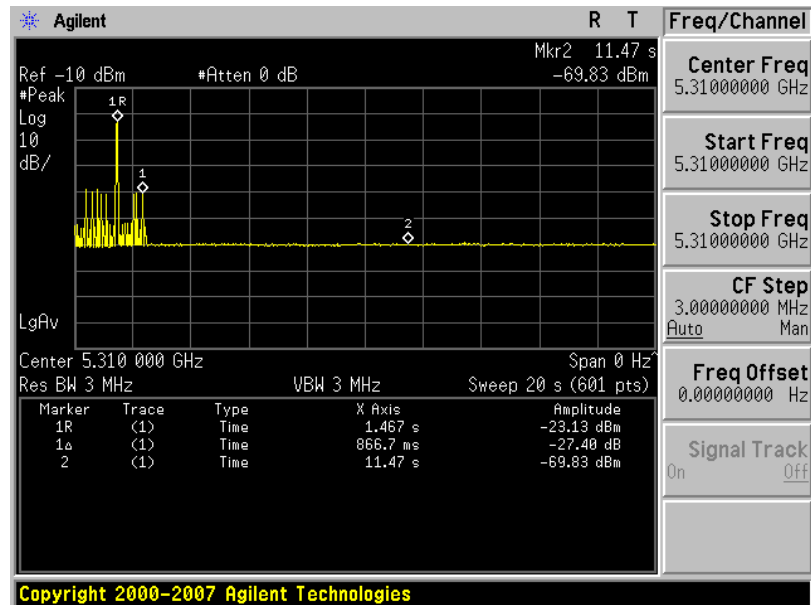 Agilent R T Freq/Channel
Mkr2 11.47 s
Ref -10 dBm #Atten 0 dB -69.83 dBm
#Peak
Log
10
dB/
1R
1
2
LgAv
Center 5.310 000 GHz Span 0 Hz^
Res BW 3 MHz VBW 3 MHz Sweep 20 s (601 pts)
Marker Trace Type X Axis Amplitude
1R (1) Time 1.467 s -23.13 dBm
1Δ (1) Time 866.7 ms -27.40 dB
2 (1) Time 11.47 s -69.83 dBm
Center Freq
5.31000000 GHz
Start Freq
5.31000000 GHz
Stop Freq
5.31000000 GHz
CF Step
3.00000000 MHz
Auto Man
Freq Offset
0.00000000 Hz
Signal Track
On Off
Copyright 2000-2007 Agilent Technologies